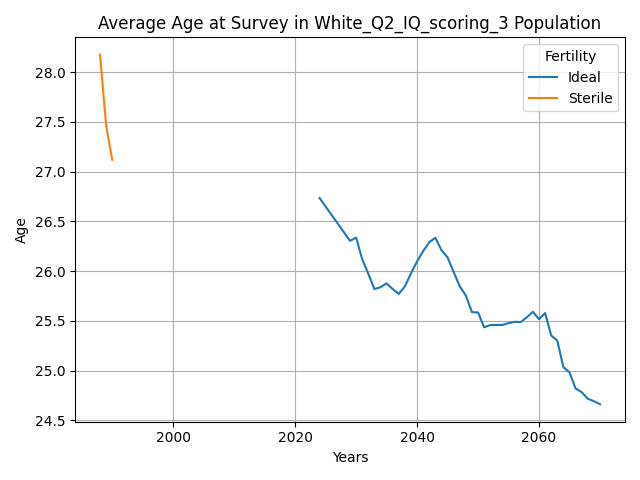 Average Age at Survey in White_Q2_IQ_scoring_3 Population
Fertility
Ideal
Sterile
28.0
27.5
27.0
26.5
26.0
25.5
25.0
24.5
Age
2000
2020
2040
2060
Years